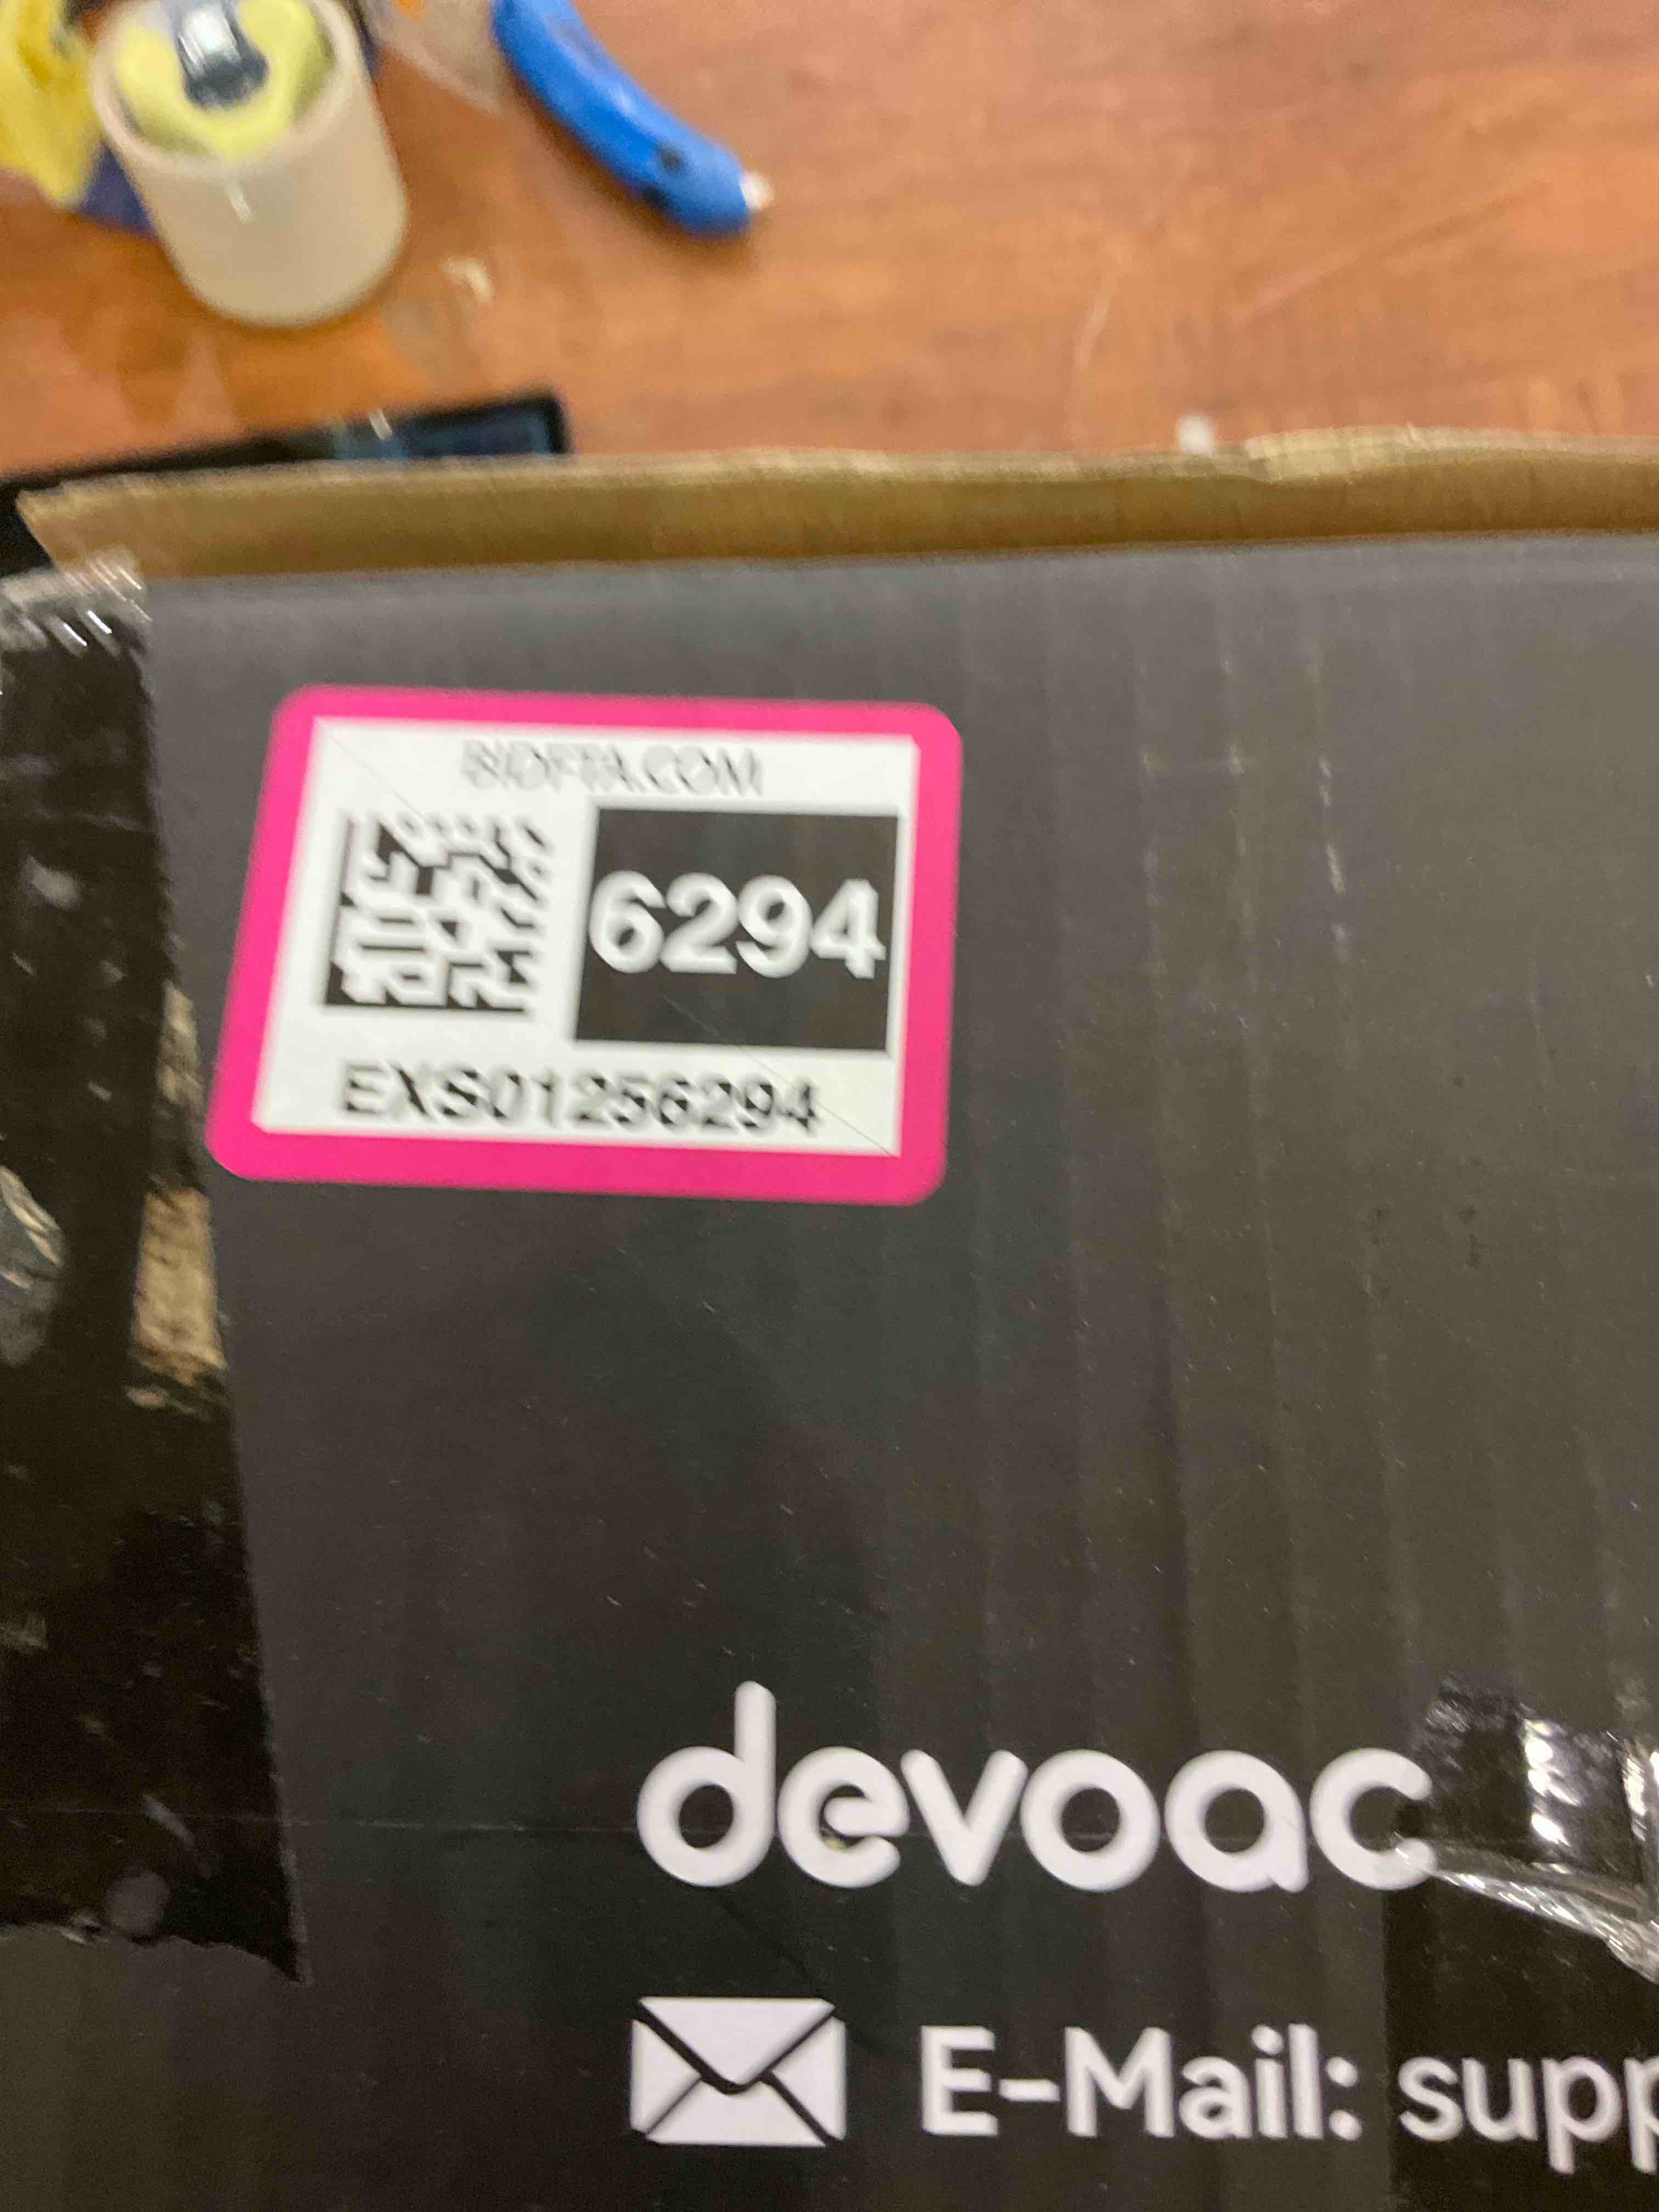 BIDFTA.COM
6294
EXS01256294
devoac
E-Mail: supp